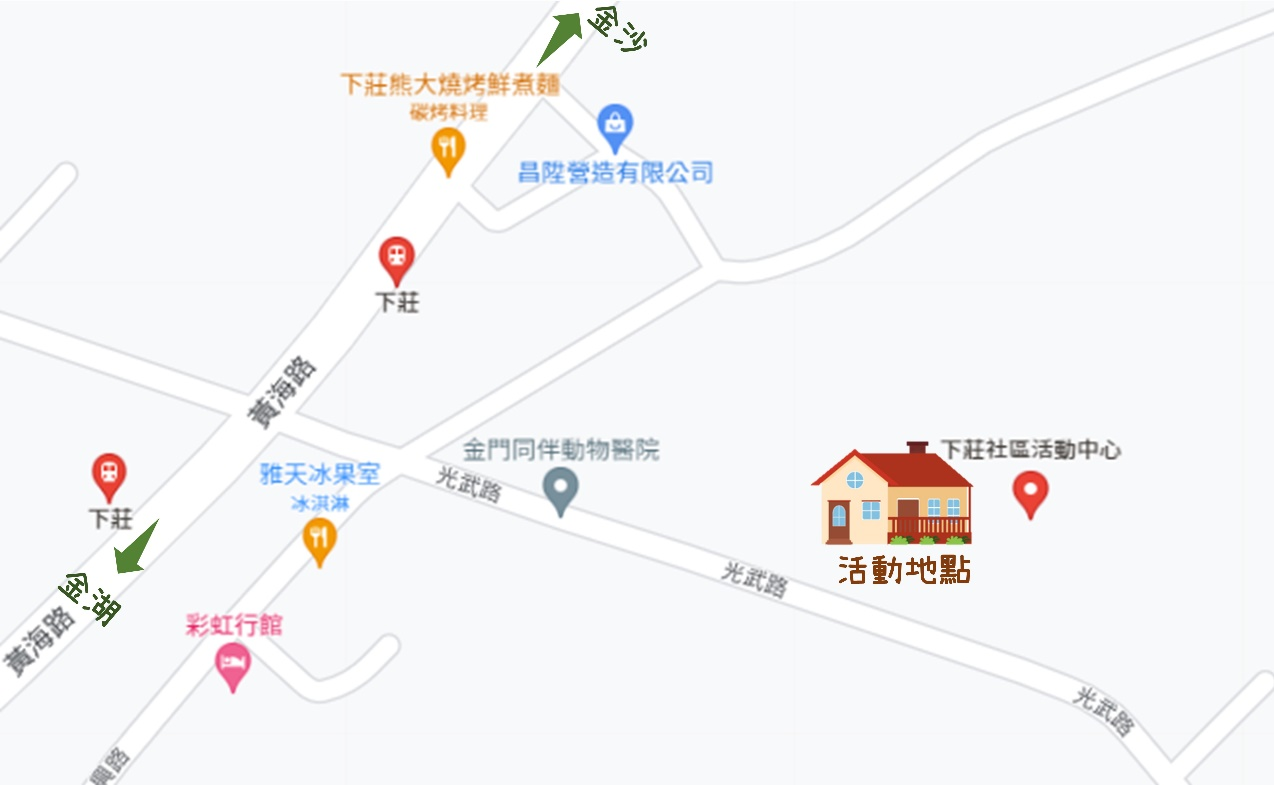 金沙
下莊熊大燒烤鮮煮麵
碳烤料理
昌陞營造有限公司
下莊
黃海路
金門同伴動物醫院
下莊社區活動中心
雅天冰果室
冰淇淋
光武路
下莊
活動地點
光武路
金湖
黃海路
彩虹行館
光武路
興路